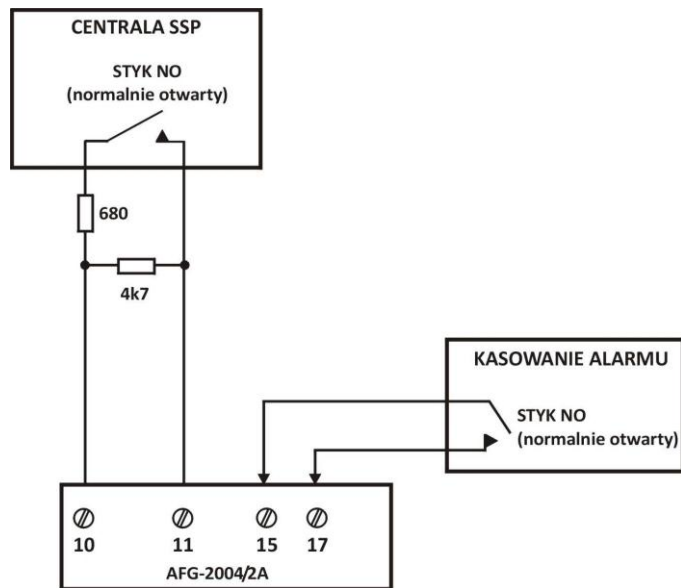 CENTRALA SSP
STYK NO
(normalnie otwarty)
680
4k7
KASOWANIE ALARMU
STYK NO
(normalnie otwarty)
10 11 15 17
AFG-2004/2A